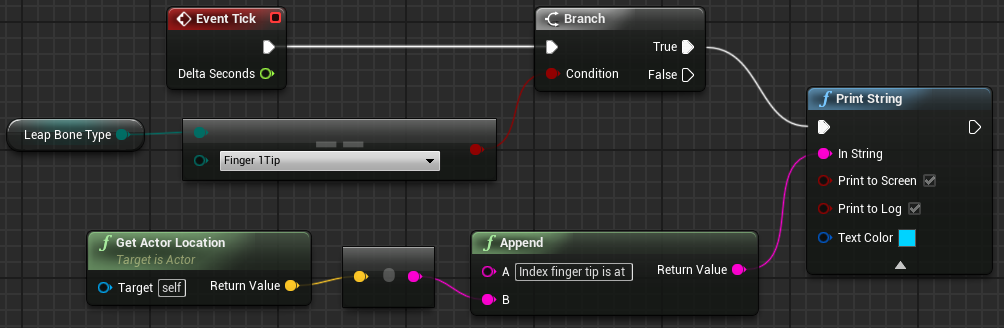 Event Tick
Delta Seconds
Branch
True
Condition
False
Leap Bone Type
==
Finger 1Tip
f Print String
In String
Print to Screen
Print to Log
Text Color
f Get Actor Location
Target is Actor
Target self
Return Value
f Append
A Index finger tip is at
Return Value
B